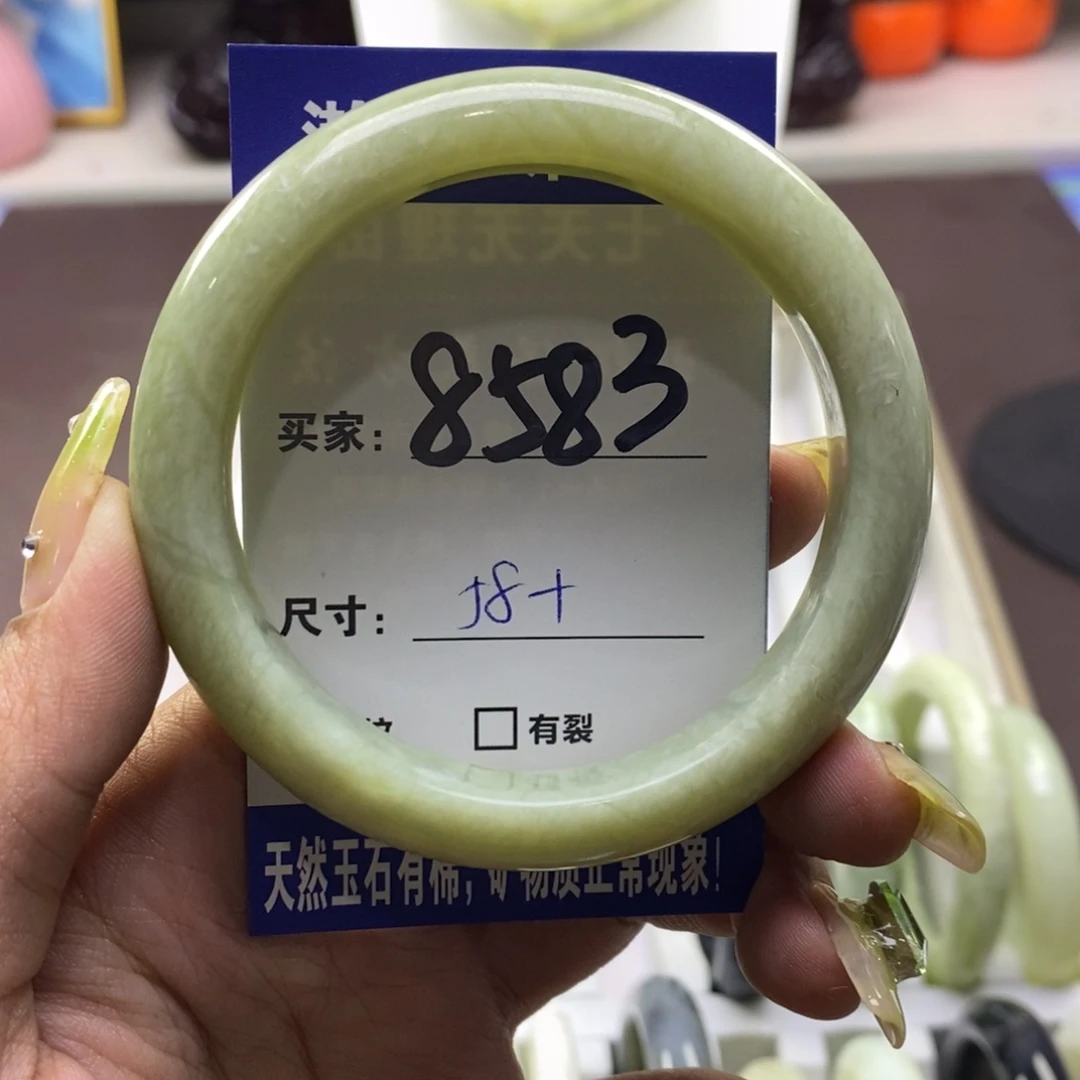 买家: 8583
尺寸: 58+
□有裂
天然玉石有棉,矿物质正常现象!